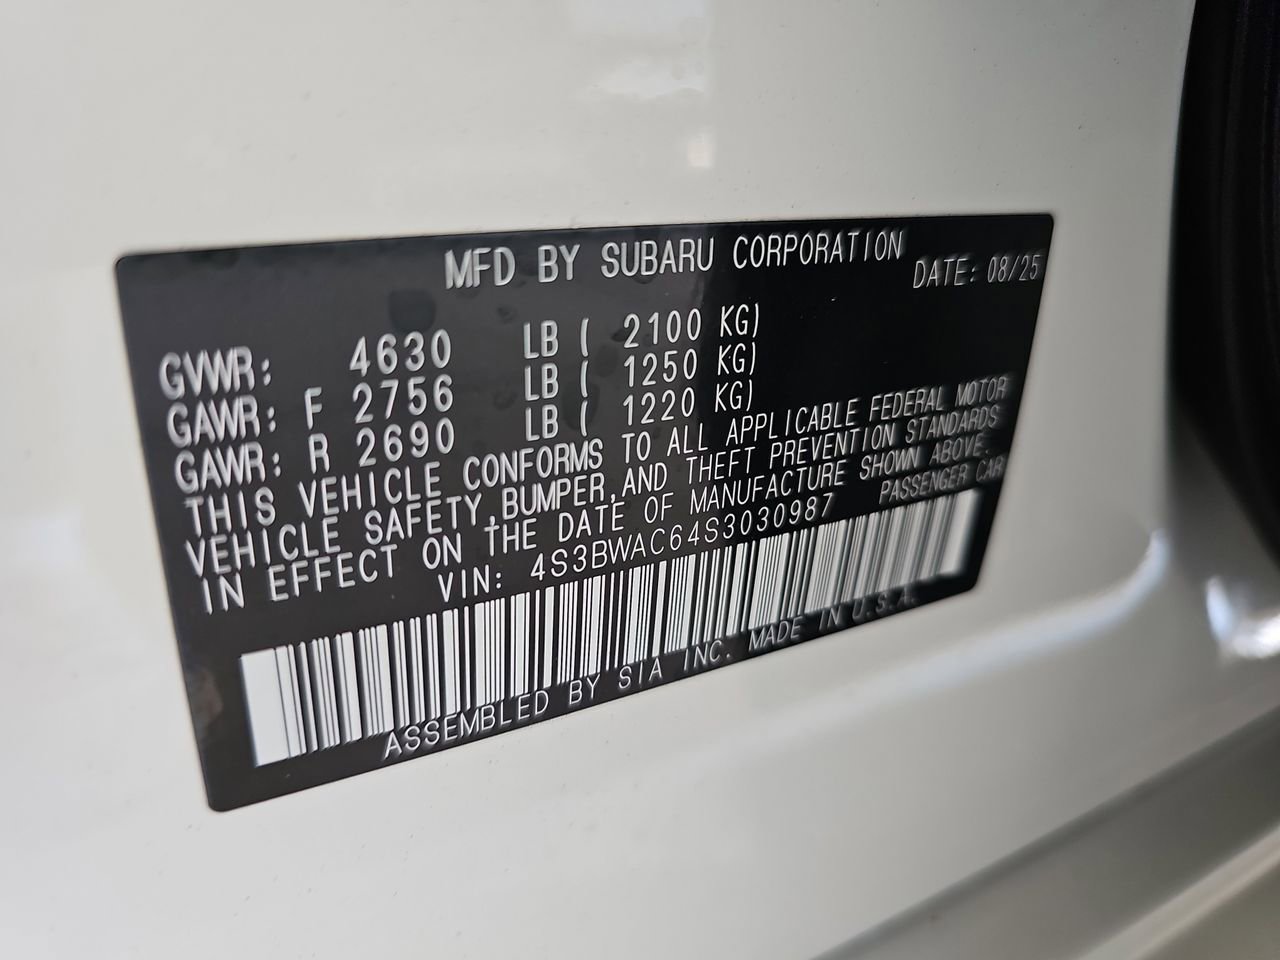 MFD BY SUBARU CORPORATION
DATE: 08/25
GVWR: 4630 LB ( 2100 KG)
GAWR: F 2756 LB ( 1250 KG)
GAWR: R 2690 LB ( 1220 KG)
THIS VEHICLE CONFORMS TO ALL APPLICABLE FEDERAL MOTOR
VEHICLE SAFETY,BUMPER,AND THEFT PREVENTION STANDARDS
IN EFFECT ON THE DATE OF MANUFACTURE SHOWN ABOVE.
VIN: 4S3BWAC64S3030987 PASSENGER CAR
ASSEMBLED BY SIA INC. MADE IN U.S.A.